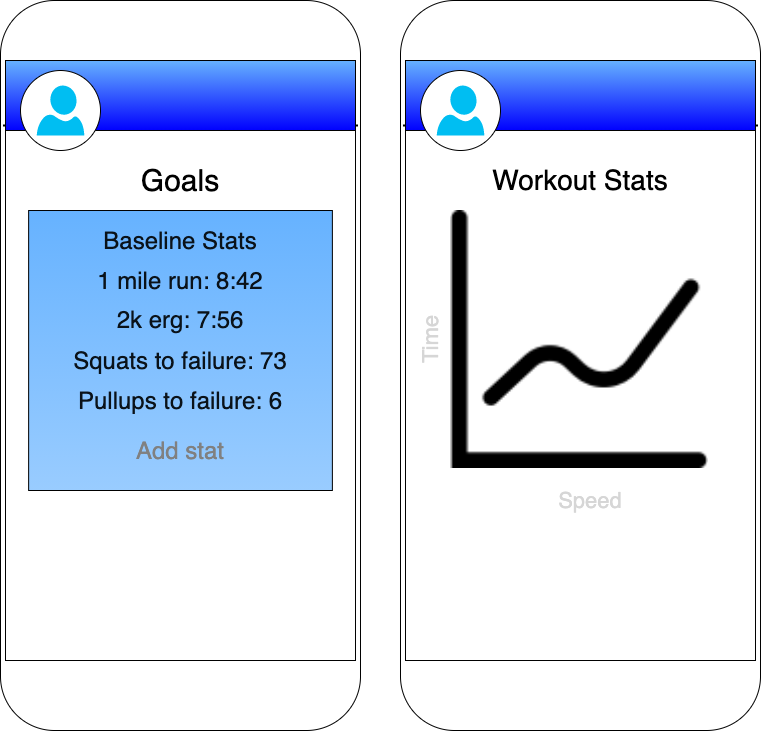 Goals
Baseline Stats
1 mile run: 8:42
2k erg: 7:56
Squats to failure: 73
Pullups to failure: 6
Add stat
Workout Stats
Time
Speed